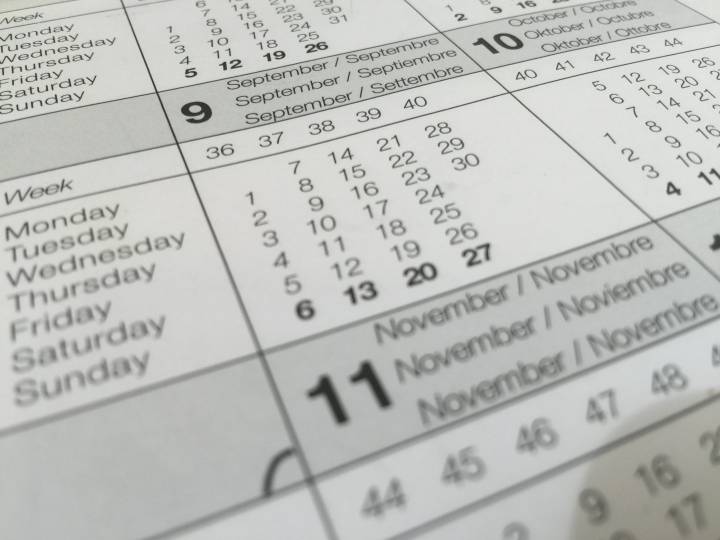 Week
Monday
Tuesday
Wednesday
Thursday
Friday
Saturday
Sunday
7 14
1 8 15 22 29
2 9 16 23 30
3 10 17 24 31
4 11 18 25
5 12 19 26
2 9 16
9
September / Septembre
September / Septiembre
September / Settembre
10
October / Octobre
Oktober / Octubre
Oktober / Ottobre
Week
36 37 38 39 40
Monday
Tuesday
Wednesday
Thursday
Friday
Saturday
Sunday
7 14 21 28
1 8 15 22 29
2 9 16 23 30
3 10 17 24
4 11 18 25
5 12 19 26
6 13 20 27
40 41 42 43 44
5 12 19 26
6 13 20
7 14 21
1 8 15
2 9 16
3 10
4 11
11
November / Novembre
November / Noviembre
November / Novembre
44 45 46 47 48
2 9 16
17